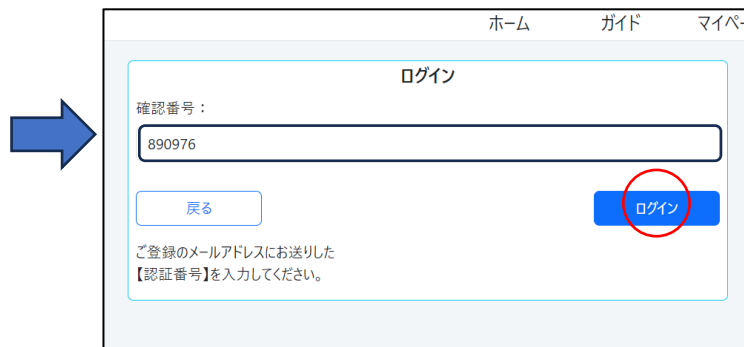 ホーム ガイド マイペー
ログイン
確認番号：
890976
戻る ログイン
ご登録のメールアドレスにお送りした
【認証番号】を入力してください。